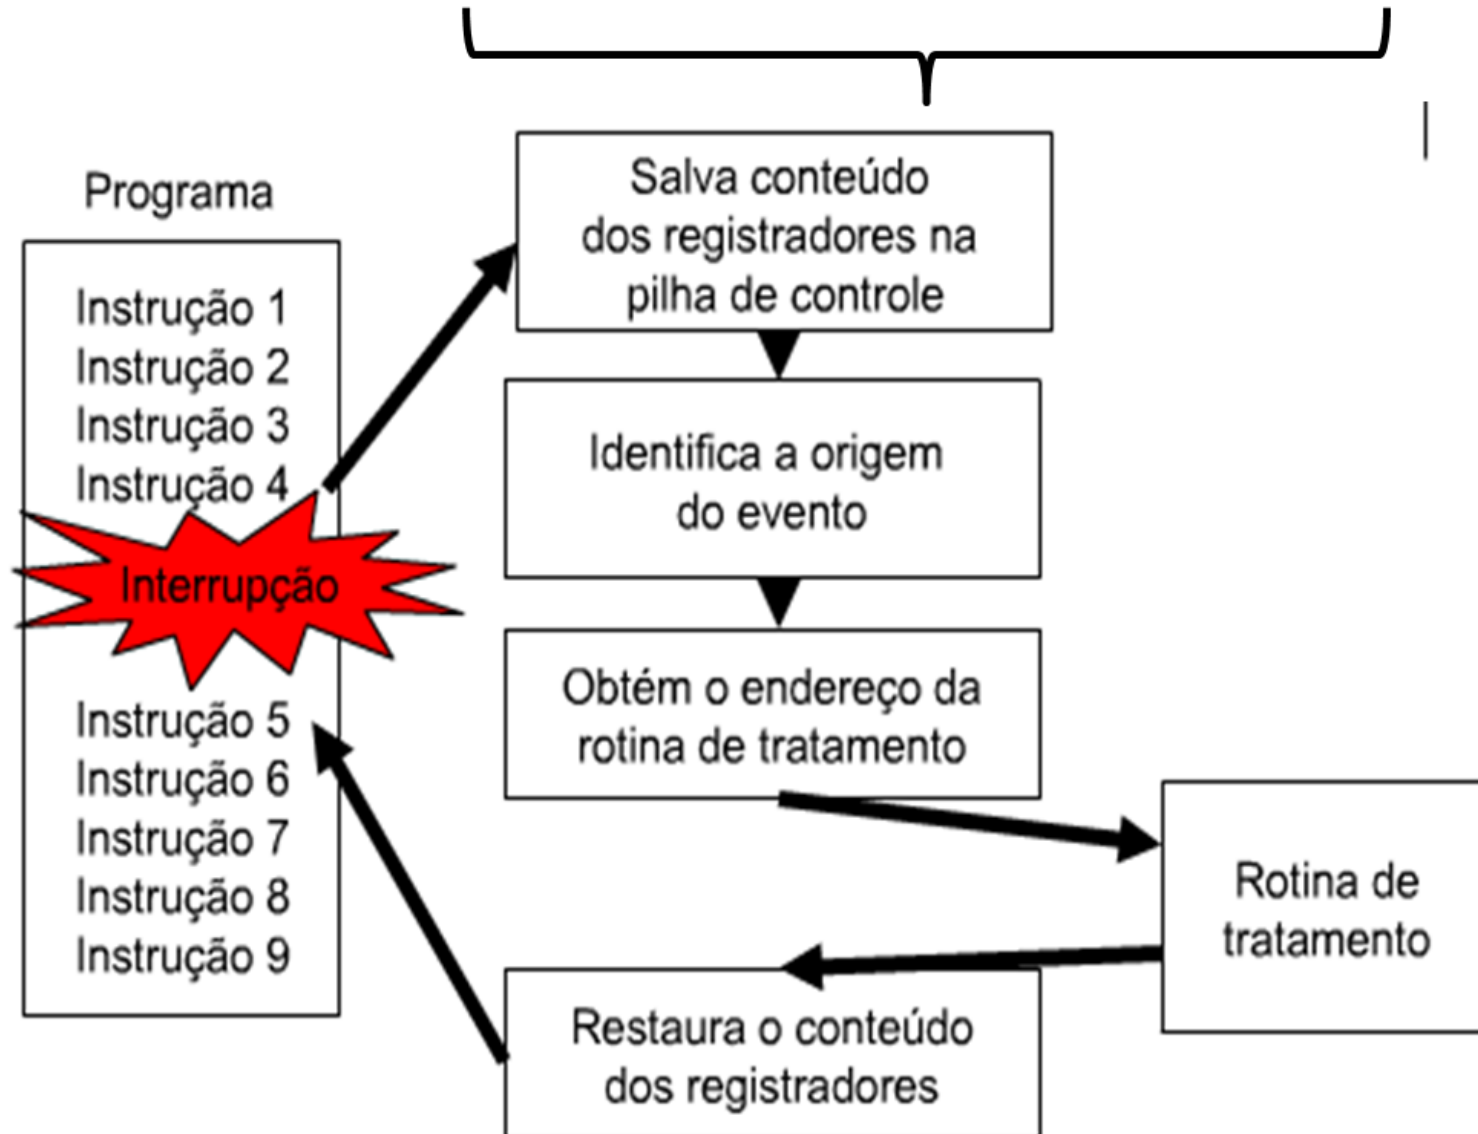 Programa
Instrução 1
Instrução 2
Instrução 3
Instrução 4
Interrupção
Instrução 5
Instrução 6
Instrução 7
Instrução 8
Instrução 9
Salva conteúdo
dos registradores na
pilha de controle
Identifica a origem
do evento
Obtém o endereço da
rotina de tratamento
Rotina de
tratamento
Restaura o conteúdo
dos registradores